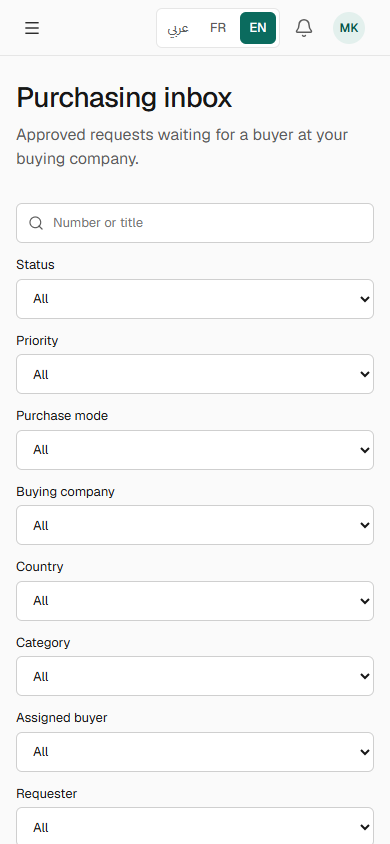 عربي FR EN MK
Purchasing inbox
Approved requests waiting for a buyer at your
buying company.
Number or title
Status
All
Priority
All
Purchase mode
All
Buying company
All
Country
All
Category
All
Assigned buyer
All
Requester
All